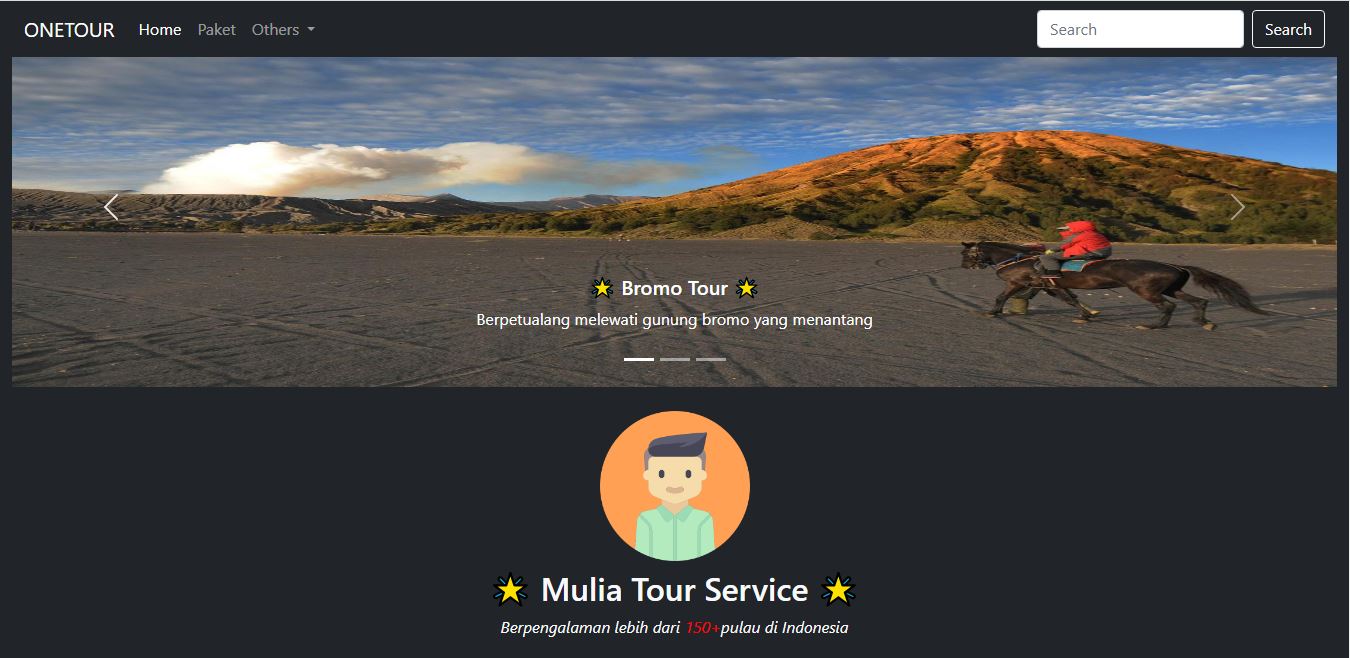 ONETOUR Home Paket Others Search Search
🌟 Bromo Tour 🌟
Berpetualang melewati gunung bromo yang menantang
🌟 Mulia Tour Service 🌟
Berpengalaman lebih dari 150+pulau di Indonesia